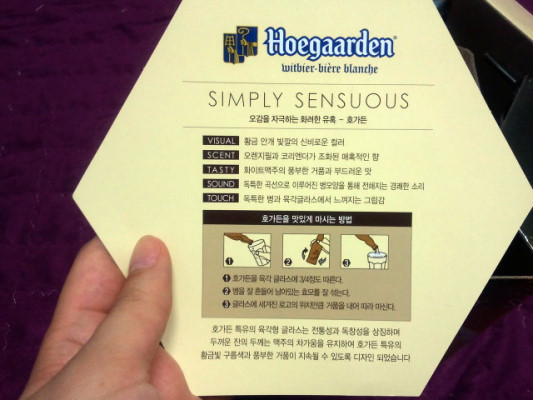 Hoegaarden®
witbier-bière blanche
SIMPLY SENSUOUS
오감을 자극하는 화려한 유혹 - 호가든
VISUAL 황금 안개 빛깔의 신비로운 컬러
SCENT 오렌지필과 코리엔더가 조화된 매혹적인 향
TASTY 화이트맥주의 풍부한 거품과 부드러운 맛
SOUND 독특한 곡선으로 이루어진 병모양을 통해 전해지는 경쾌한 소리
TOUCH 독특한 병과 육각글라스에서 느껴지는 그립감
호가든을 맛있게 마시는 방법
1 2 3
1 호가든을 육각 글라스에 3/4정도 따른다.
2 병을 잘 흔들어 남아있는 효모를 잘 섞는다.
3 글라스에 새겨진 로고의 위치만큼 거품을 내어 따라 마신다.
호가든 특유의 육각형 글라스는 전통성과 독창성을 상징하며
두꺼운 잔의 두께는 맥주의 차가움을 유지하여 호가든 특유의
황금빛 구름색과 풍부한 거품이 지속될 수 있도록 디자인 되었습니다